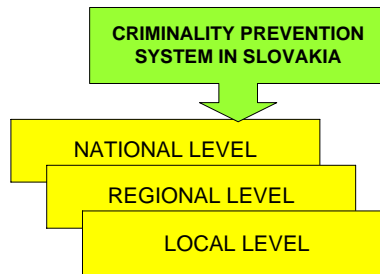 CRIMINALITY PREVENTION
SYSTEM IN SLOVAKIA
NATIONAL LEVEL
REGIONAL LEVEL
LOCAL LEVEL